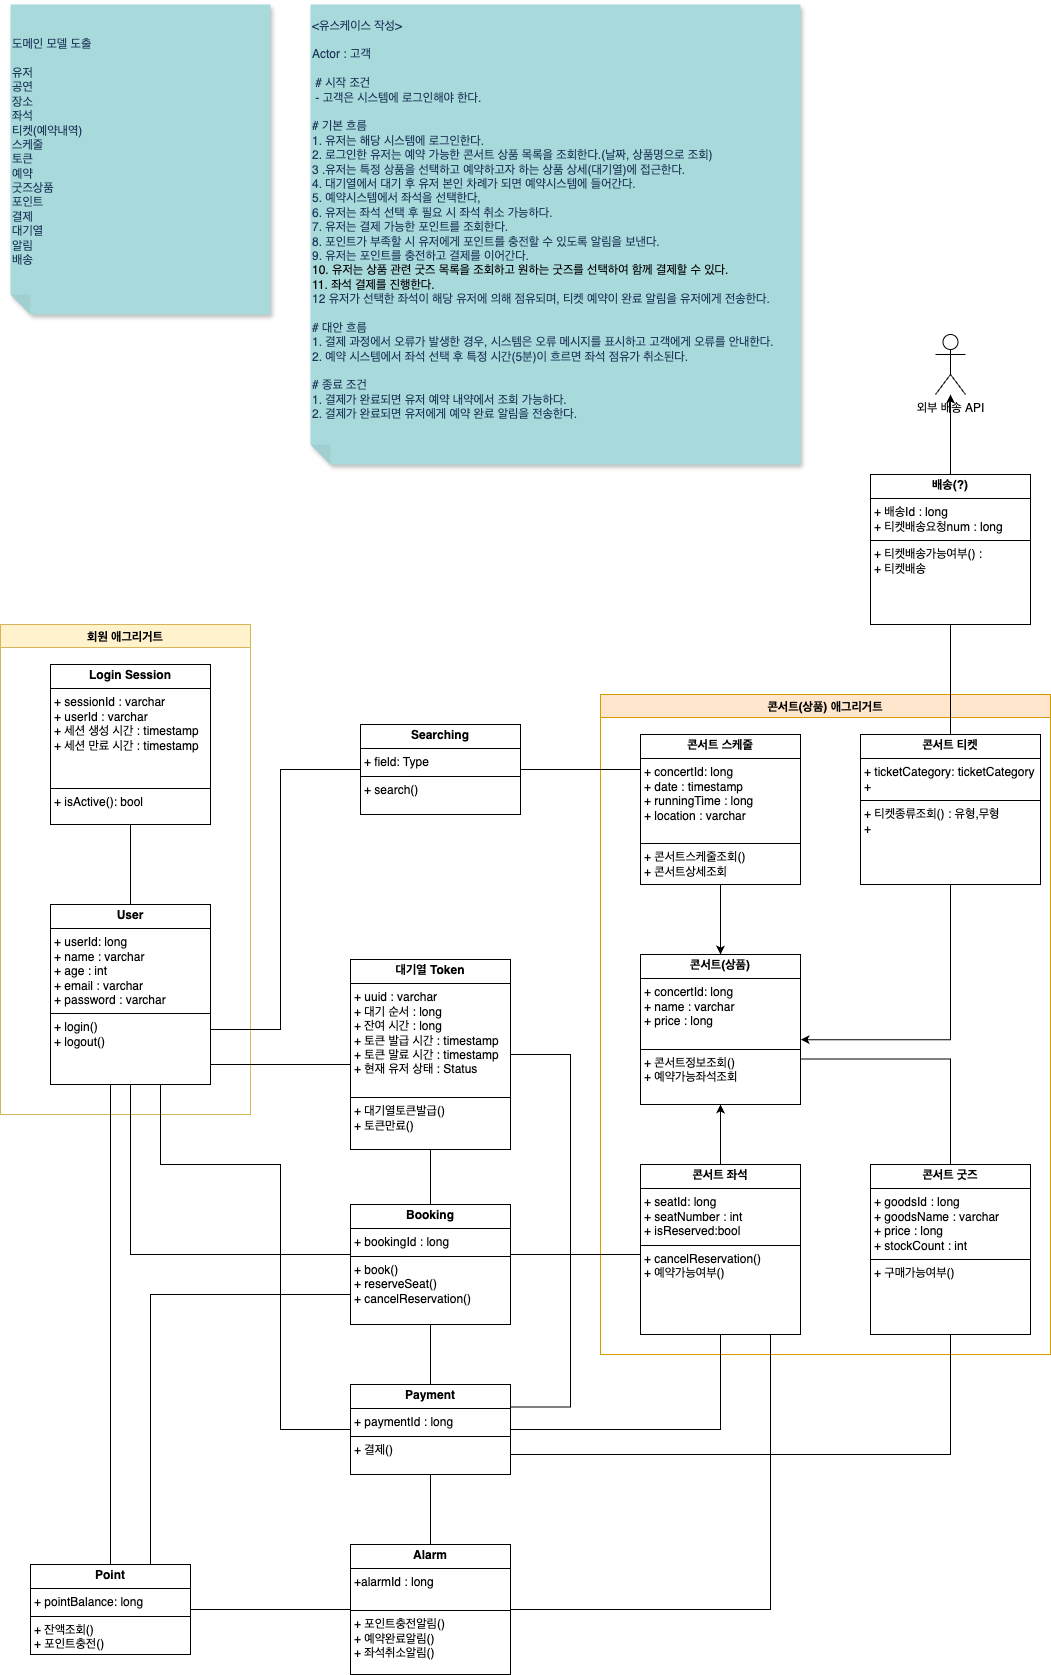 도메인 모델 도출
유저
공연
장소
좌석
티켓(예약내역)
스케줄
토큰
예약
굿즈상품
포인트
결제
대기열
알림
배송
<유스케이스 작성>
Actor : 고객
# 시작 조건
- 고객은 시스템에 로그인해야 한다.
# 기본 흐름
1. 유저는 해당 시스템에 로그인한다.
2. 로그인한 유저는 예약 가능한 콘서트 상품 목록을 조회한다.(날짜, 상품명으로 조회)
3 .유저는 특정 상품을 선택하고 예약하고자 하는 상품 상세(대기열)에 접근한다.
4. 대기열에서 대기 후 유저 본인 차례가 되면 예약시스템에 들어간다.
5. 예약시스템에서 좌석을 선택한다,
6. 유저는 좌석 선택 후 필요 시 좌석 취소 가능하다.
7. 유저는 결제 가능한 포인트를 조회한다.
8. 포인트가 부족할 시 유저에게 포인트를 충전할 수 있도록 알림을 보낸다.
9. 유저는 포인트를 충전하고 결제를 이어간다.
10. 유저는 상품 관련 굿즈 목록을 조회하고 원하는 굿즈를 선택하여 함께 결제할 수 있다.
11. 좌석 결제를 진행한다.
12 유저가 선택한 좌석이 해당 유저에 의해 점유되며, 티켓 예약이 완료 알림을 유저에게 전송한다.
# 대안 흐름
1. 결제 과정에서 오류가 발생한 경우, 시스템은 오류 메시지를 표시하고 고객에게 오류를 안내한다.
2. 예약 시스템에서 좌석 선택 후 특정 시간(5분)이 흐르면 좌석 점유가 취소된다.
# 종료 조건
1. 결제가 완료되면 유저 예약 내약에서 조회 가능하다.
2. 결제가 완료되면 유저에게 예약 완료 알림을 전송한다.
외부 배송 API
배송(?)
+ 배송Id : long
+ 티켓배송요청num : long
+ 티켓배송가능여부() :
+ 티켓배송
회원 애그리거트
Login Session
+ sessionId : varchar
+ userId : varchar
+ 세션 생성 시간 : timestamp
+ 세션 만료 시간 : timestamp
+ isActive(): bool
User
+ userId: long
+ name : varchar
+ age : int
+ email : varchar
+ password : varchar
+ login()
+ logout()
Searching
+ field: Type
+ search()
콘서트(상품) 애그리거트
콘서트 스케줄
+ concertId: long
+ date : timestamp
+ runningTime : long
+ location : varchar
+ 콘서트스케줄조회()
+ 콘서트상세조회
콘서트 티켓
+ ticketCategory: ticketCategory
+
+ 티켓종류조회() : 유형,무형
+
콘서트(상품)
+ concertId: long
+ name : varchar
+ price : long
+ 콘서트정보조회()
+ 예약가능좌석조회
대기열 Token
+ uuid : varchar
+ 대기 순서 : long
+ 잔여 시간 : long
+ 토큰 발급 시간 : timestamp
+ 토큰 말료 시간 : timestamp
+ 현재 유저 상태 : Status
+ 대기열토큰발급()
+ 토큰만료()
콘서트 좌석
+ seatId: long
+ seatNumber : int
+ isReserved:bool
+ cancelReservation()
+ 예약가능여부()
콘서트 굿즈
+ goodsId : long
+ goodsName : varchar
+ price : long
+ stockCount : int
+ 구매가능여부()
Booking
+ bookingId : long
+ book()
+ reserveSeat()
+ cancelReservation()
Payment
+ paymentId : long
+ 결제()
Alarm
+alarmId : long
+ 포인트충전알림()
+ 예약완료알림()
+ 좌석취소알림()
Point
+ pointBalance: long
+ 잔액조회()
+ 포인트충전()